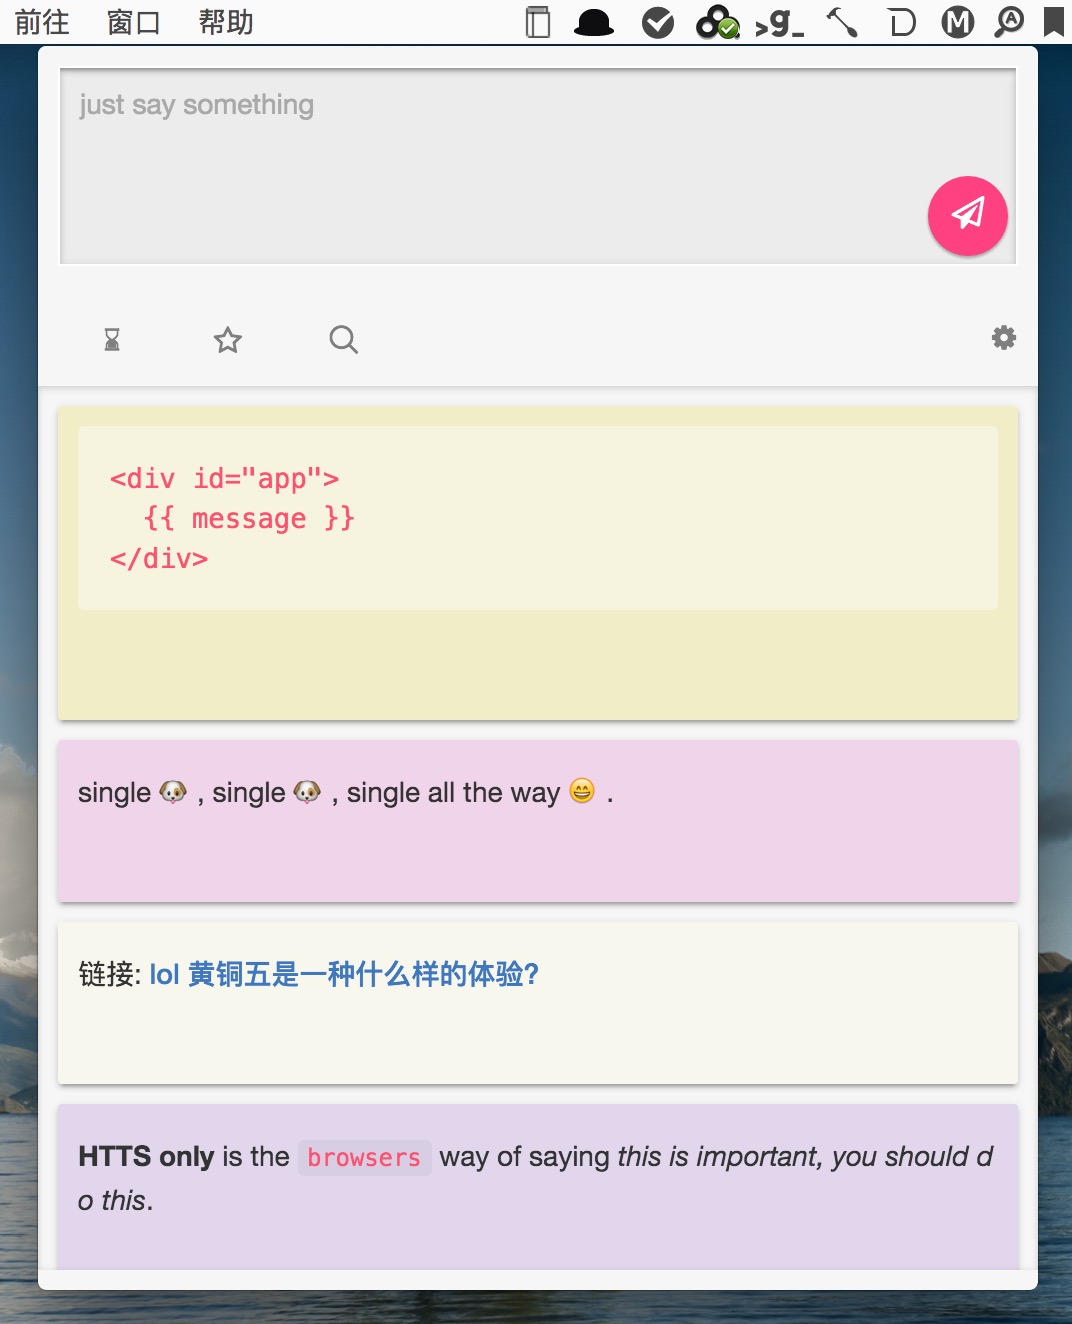 前往 窗口 帮助 >g_
just say something
<div id="app">
  {{ message }}
</div>
single 🐶 , single 🐶 , single all the way 😄 .
链接: lol 黄铜五是一种什么样的体验?
HTTS only is the browsers way of saying this is important, you should d
o this.